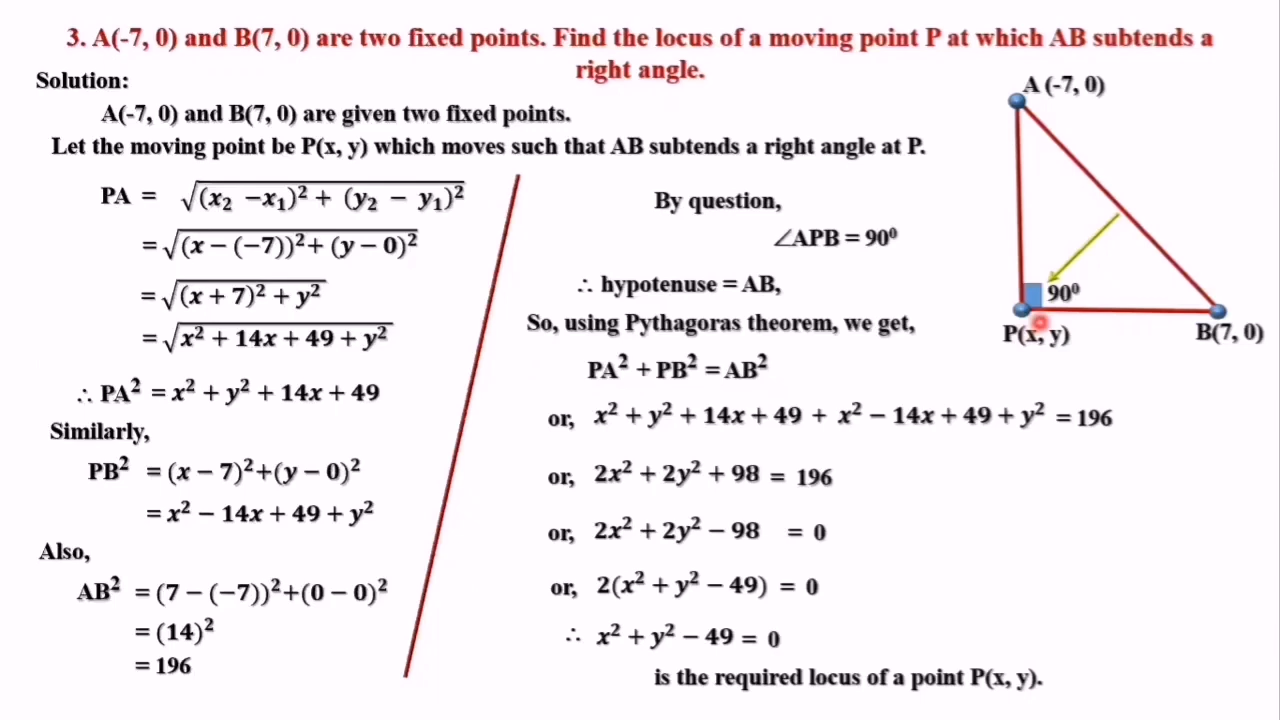 3. A(-7, 0) and B(7, 0) are two fixed points. Find the locus of a moving point P at which AB subtends a
right angle.
Solution:
A(-7, 0) and B(7, 0) are given two fixed points.
Let the moving point be P(x, y) which moves such that AB subtends a right angle at P.
PA = √((x₂ −x₁)² + (y₂ − y₁)²)
= √((x − (−7))² + (y − 0)²)
= √((x + 7)² + y²)
= √(x² + 14x + 49 + y²)
∴ PA² = x² + y² + 14x + 49
Similarly,
PB² = (x − 7)²+(y − 0)²
= x² − 14x + 49 + y²
Also,
AB² = (7 − (−7))²+(0 − 0)²
= (14)²
= 196
By question,
∠APB = 90⁰
∴ hypotenuse = AB,
So, using Pythagoras theorem, we get,
PA² + PB² = AB²
or, x² + y² + 14x + 49 + x² − 14x + 49 + y² = 196
or, 2x² + 2y² + 98 = 196
or, 2x² + 2y² − 98 = 0
or, 2(x² + y² − 49) = 0
∴ x² + y² − 49 = 0
is the required locus of a point P(x, y).
A (-7, 0)
90⁰
P(x, y)
B(7, 0)